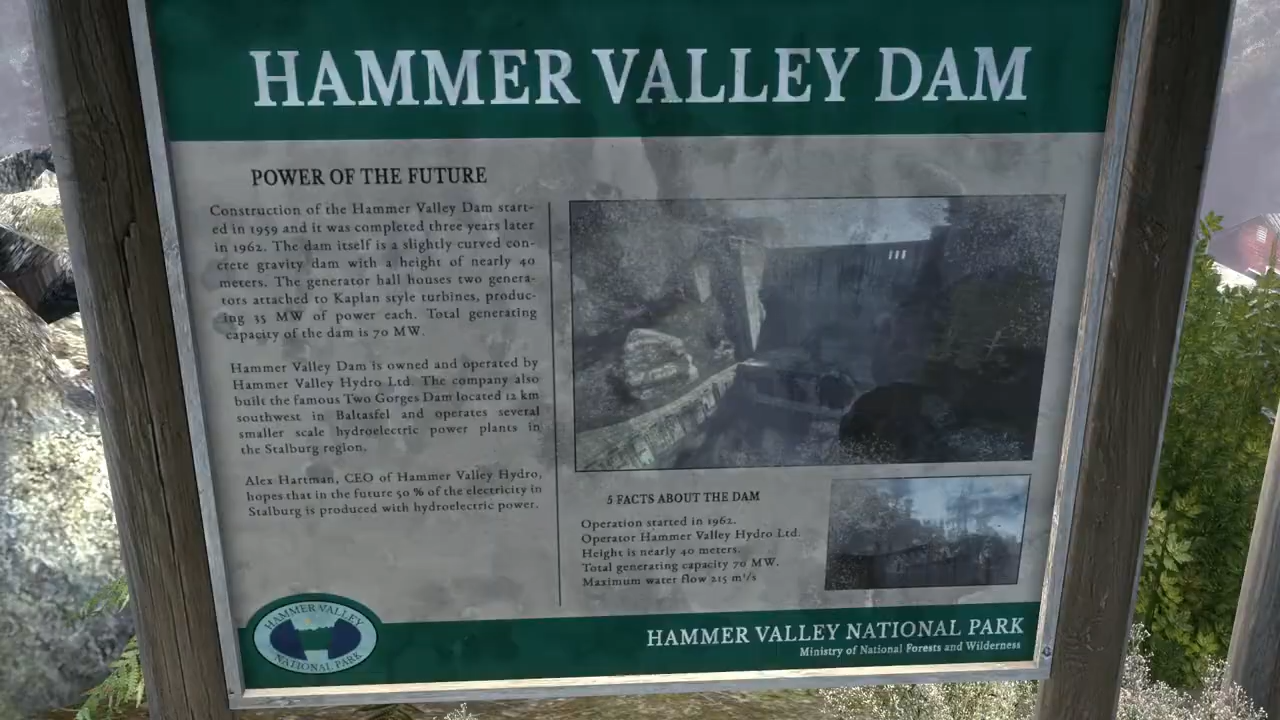 HAMMER VALLEY DAM
POWER OF THE FUTURE
Construction of the Hammer Valley Dam start-
ed in 1959 and it was completed three years later
in 1962. The dam itself is a slightly curved con-
crete gravity dam with a height of nearly 40
meters. The generator hall houses two genera-
tors attached to Kaplan style turbines, produc-
ing 35 MW of power each. Total generating
capacity of the dam is 70 MW.
Hammer Valley Dam is owned and operated by
Hammer Valley Hydro Ltd. The company also
built the famous Two Gorges Dam located 12 km
southwest in Baltasfel and operates several
smaller scale hydroelectric power plants in
the Stalburg region.
Alex Hartman, CEO of Hammer Valley Hydro,
hopes that in the future 50 % of the electricity in
Stalburg is produced with hydroelectric power.
5 FACTS ABOUT THE DAM
Operation started in 1962.
Operator Hammer Valley Hydro Ltd.
Height is nearly 40 meters.
Total generating capacity 70 MW.
Maximum water flow 215 m³/s
HAMMER VALLEY
NATIONAL PARK
HAMMER VALLEY NATIONAL PARK
Ministry of National Forests and Wilderness